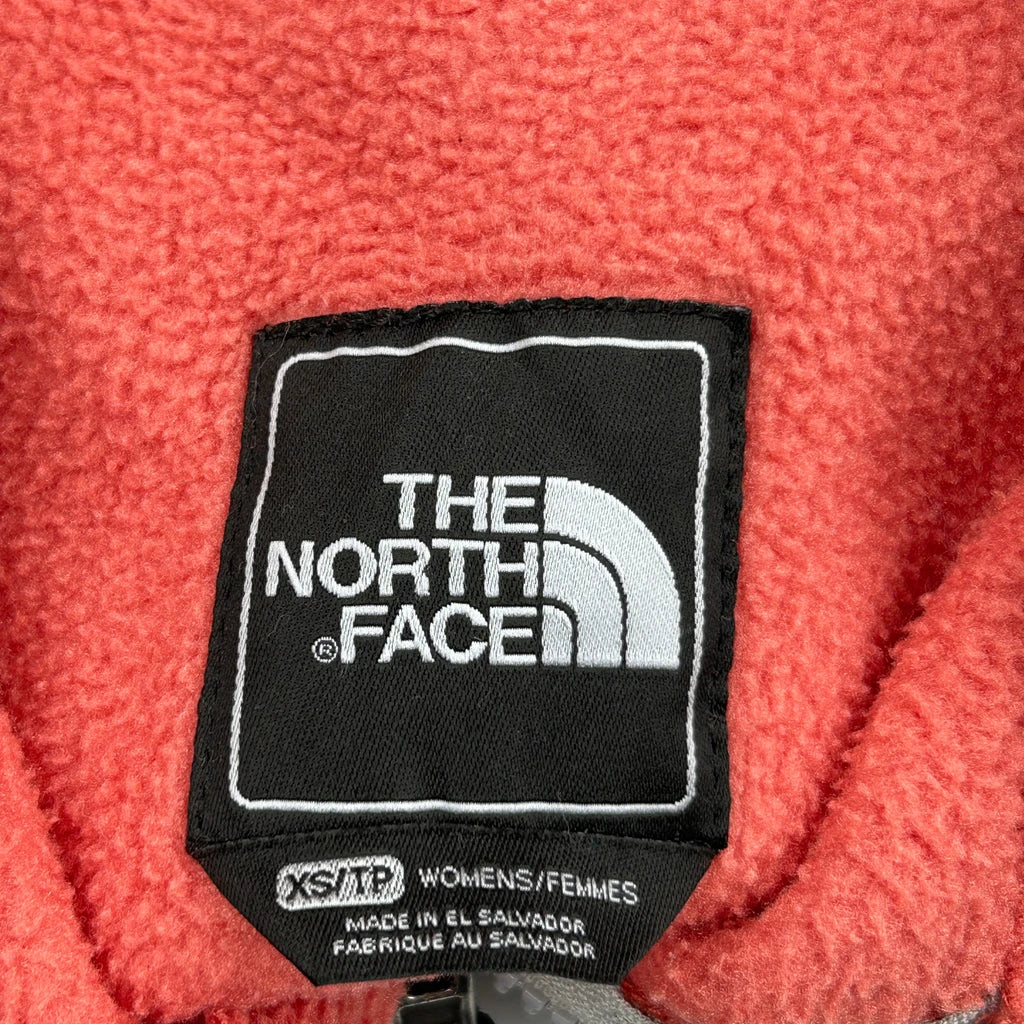 THE
NORTH
®FACE
XS/TP WOMENS/FEMMES
MADE IN EL SALVADOR
FABRIQUE AU SALVADOR